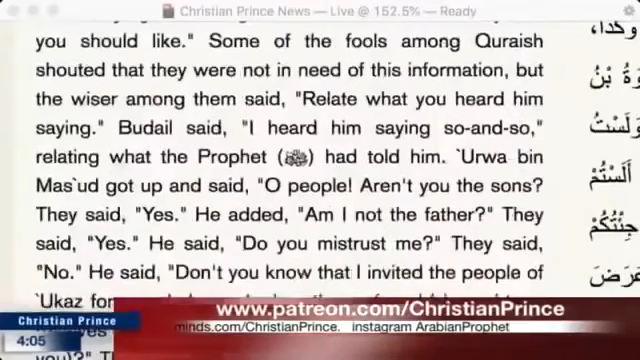 Christian Prince News — Live @ 152.5% — Ready
you should like." Some of the fools among Quraish
shouted that they were not in need of this information, but
the wiser among them said, "Relate what you heard him
saying." Budail said, "I heard him saying so-and-so,"
relating what the Prophet (ﷺ) had told him. `Urwa bin
Mas`ud got up and said, "O people! Aren't you the sons?
They said, "Yes." He added, "Am I not the father?" They
said, "Yes." He said, "Do you mistrust me?" They said,
"No." He said, "Don't you know that I invited the people of
`Ukaz for
وكذا،
وَةُ بْنُ
وَلَسْتُ
أَلَسْتُمْ
جِئْتُكُمْ
عَرَضَ
www.patreon.com/ChristianPrince
Christian Prince
minds.com/ChristianPrince. instagram ArabianProphet
4:05
you)?"